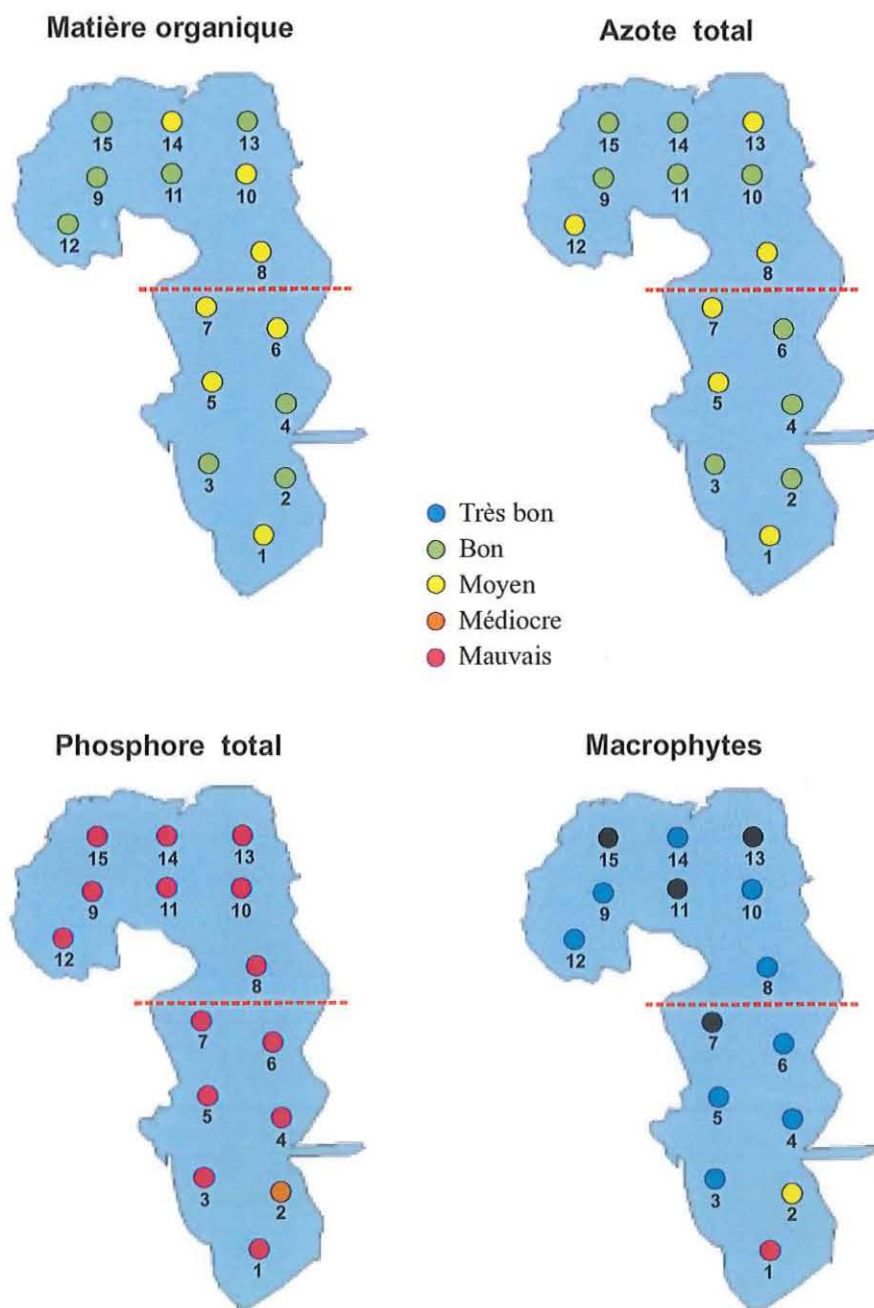 Matière organique
Azote total
15 14 13
9 11 10
12
8
7
6
5
4
3
2
1
15 14 13
9 11 10
12
8
7
6
5
4
3
2
1
Très bon
Bon
Moyen
Médiocre
Mauvais
Phosphore total
Macrophytes
15 14 13
9 11 10
12
8
7
6
5
4
3
2
1
15 14 13
9 11 10
12
8
7
6
5
4
3
2
1